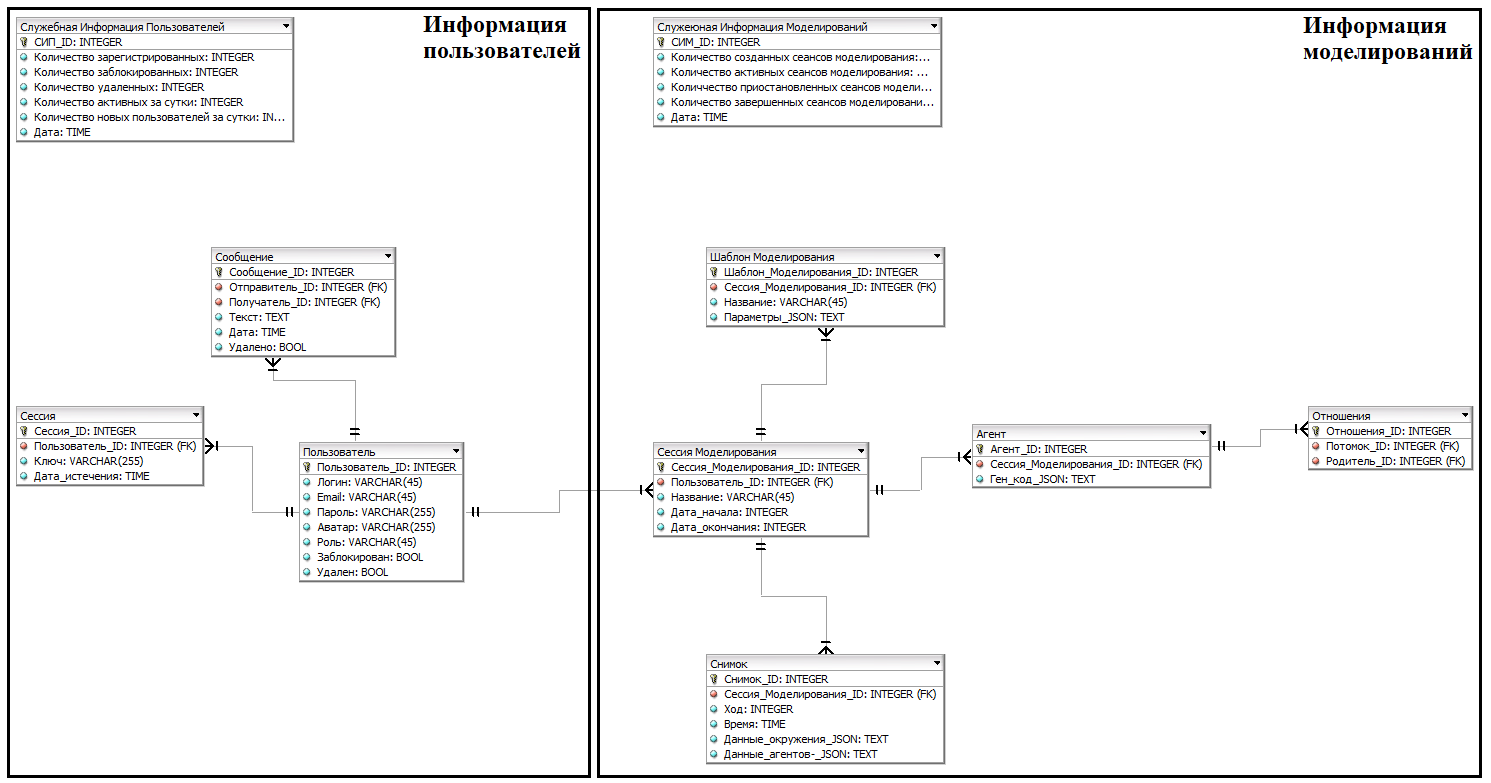 Информация
пользователей
Служебная Информация Пользователей
СИП_ID: INTEGER
Количество зарегистрированных: INTEGER
Количество заблокированных: INTEGER
Количество удаленных: INTEGER
Количество активных за сутки: INTEGER
Количество новых пользователей за сутки: IN...
Дата: TIME
Сообщение
Сообщение_ID: INTEGER
Отправитель_ID: INTEGER (FK)
Получатель_ID: INTEGER (FK)
Текст: TEXT
Дата: TIME
Удалено: BOOL
Сессия
Сессия_ID: INTEGER
Пользователь_ID: INTEGER (FK)
Ключ: VARCHAR(255)
Дата_истечения: TIME
Пользователь
Пользователь_ID: INTEGER
Логин: VARCHAR(45)
Email: VARCHAR(45)
Пароль: VARCHAR(255)
Аватар: VARCHAR(255)
Роль: VARCHAR(45)
Заблокирован: BOOL
Удален: BOOL
Информация
моделирований
Служеюная Информация Моделирований
СИМ_ID: INTEGER
Количество созданных сеансов моделирования:...
Количество активных сеансов моделирования: ...
Количиество приостановленных сеансов модели...
Количество завершенных сеансов моделировани...
Дата: TIME
Шаблон Моделирования
Шаблон_Моделирования_ID: INTEGER
Сессия_Моделирования_ID: INTEGER (FK)
Название: VARCHAR(45)
Параметры_JSON: TEXT
Сессия Моделирования
Сессия_Моделирования_ID: INTEGER
Пользователь_ID: INTEGER (FK)
Название: VARCHAR(45)
Дата_начала: INTEGER
Дата_окончания: INTEGER
Агент
Агент_ID: INTEGER
Сессия_Моделирования_ID: INTEGER (FK)
Ген_код_JSON: TEXT
Отношения
Отношения_ID: INTEGER
Потомок_ID: INTEGER (FK)
Родитель_ID: INTEGER (FK)
Снимок
Снимок_ID: INTEGER
Сессия_Моделирования_ID: INTEGER (FK)
Ход: INTEGER
Время: TIME
Данные_окружения_JSON: TEXT
Данные_агентов-_JSON: TEXT